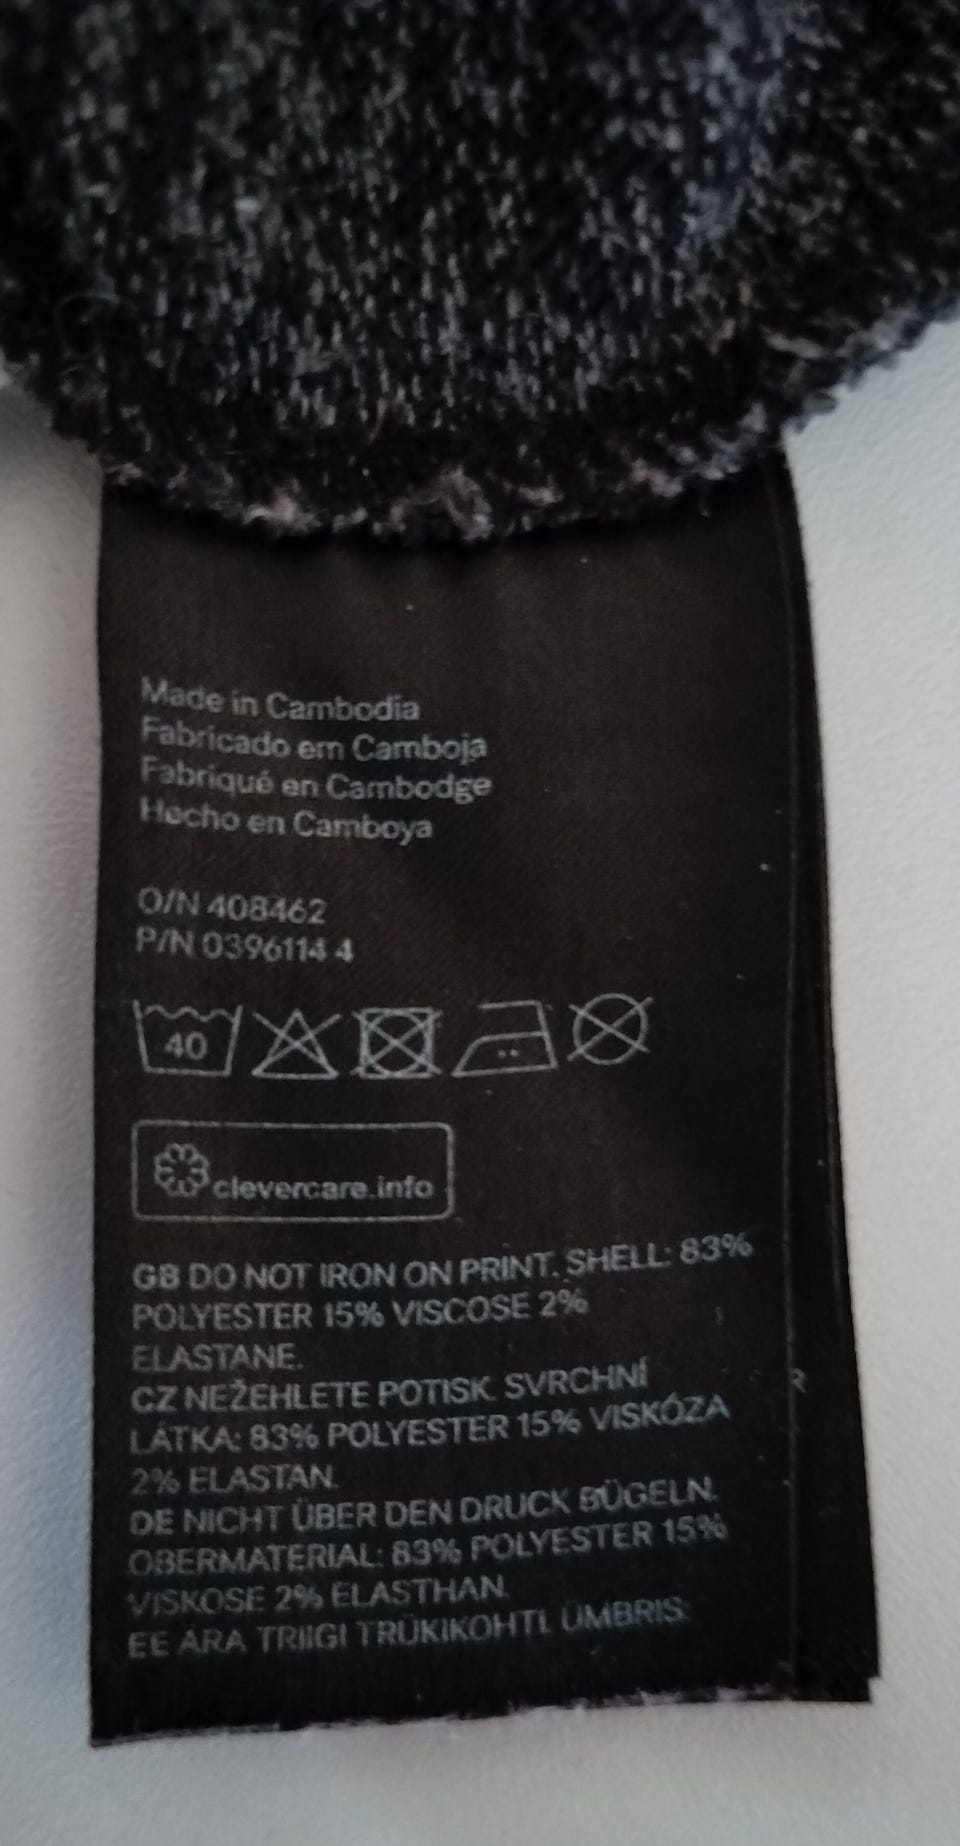 Made in Cambodia
Fabricado em Camboja
Fabriqué en Cambodge
Hecho en Camboya
O/N 408462
P/N 0396114 4
40
clevercare.info
GB DO NOT IRON ON PRINT. SHELL: 83%
POLYESTER 15% VISCOSE 2%
ELASTANE.
CZ NEŽEHLETE POTISK. SVRCHNÍ
LÁTKA: 83% POLYESTER 15% VISKÓZA
2% ELASTAN.
DE NICHT ÜBER DEN DRUCK BÜGELN.
OBERMATERIAL: 83% POLYESTER 15%
VISKOSE 2% ELASTHAN.
EE ÄRA TRIIGI TRÜKIKOHTI. ÜMBRIS:
R